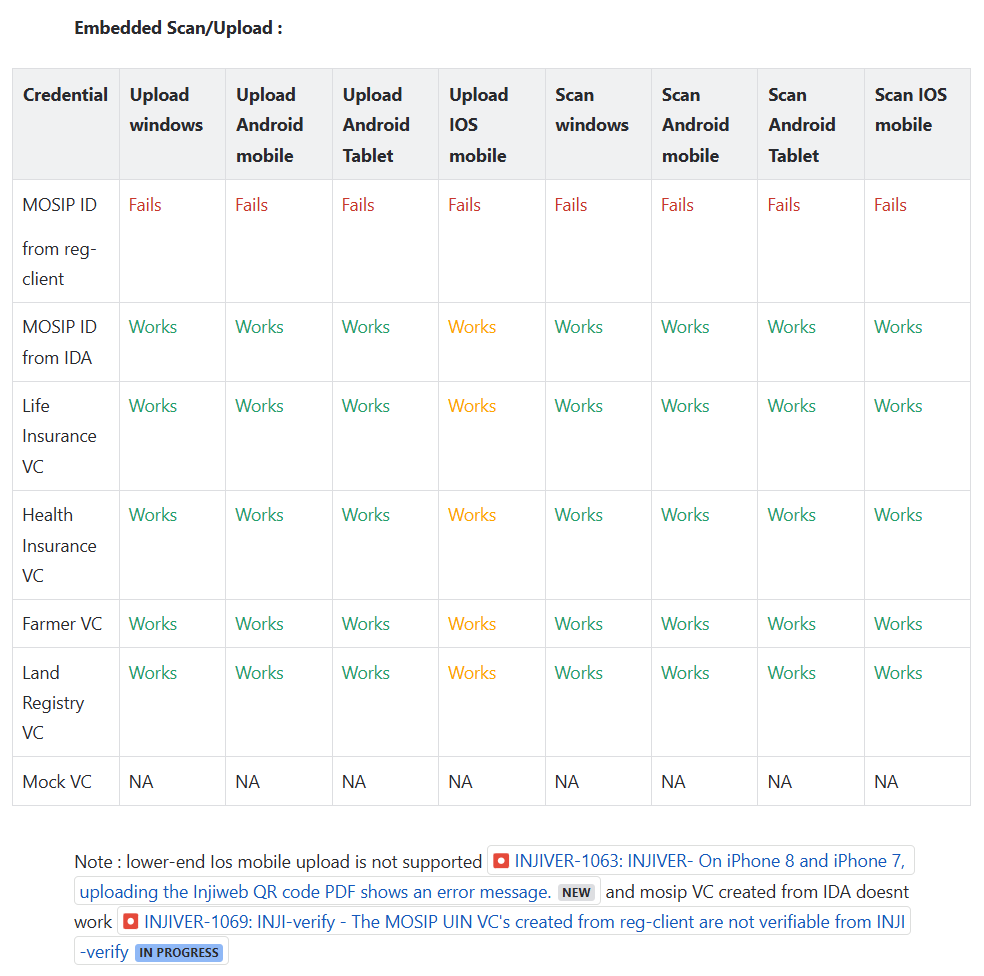 Embedded Scan/Upload :
Credential Upload windows Upload Android mobile Upload Android Tablet Upload IOS mobile Scan windows Scan Android mobile Scan Android Tablet Scan IOS mobile
MOSIP ID from reg-client Fails Fails Fails Fails Fails Fails Fails Fails
MOSIP ID from IDA Works Works Works Works Works Works Works Works
Life Insurance VC Works Works Works Works Works Works Works Works
Health Insurance VC Works Works Works Works Works Works Works Works
Farmer VC Works Works Works Works Works Works Works Works
Land Registry VC Works Works Works Works Works Works Works Works
Mock VC NA NA NA NA NA NA NA NA
Note : lower-end Ios mobile upload is not supported INJIVER-1063: INJIVER- On iPhone 8 and iPhone 7,
uploading the Injiweb QR code PDF shows an error message. NEW and mosip VC created from IDA doesnt
work INJIVER-1069: INJI-verify - The MOSIP UIN VC's created from reg-client are not verifiable from INJI
-verify IN PROGRESS